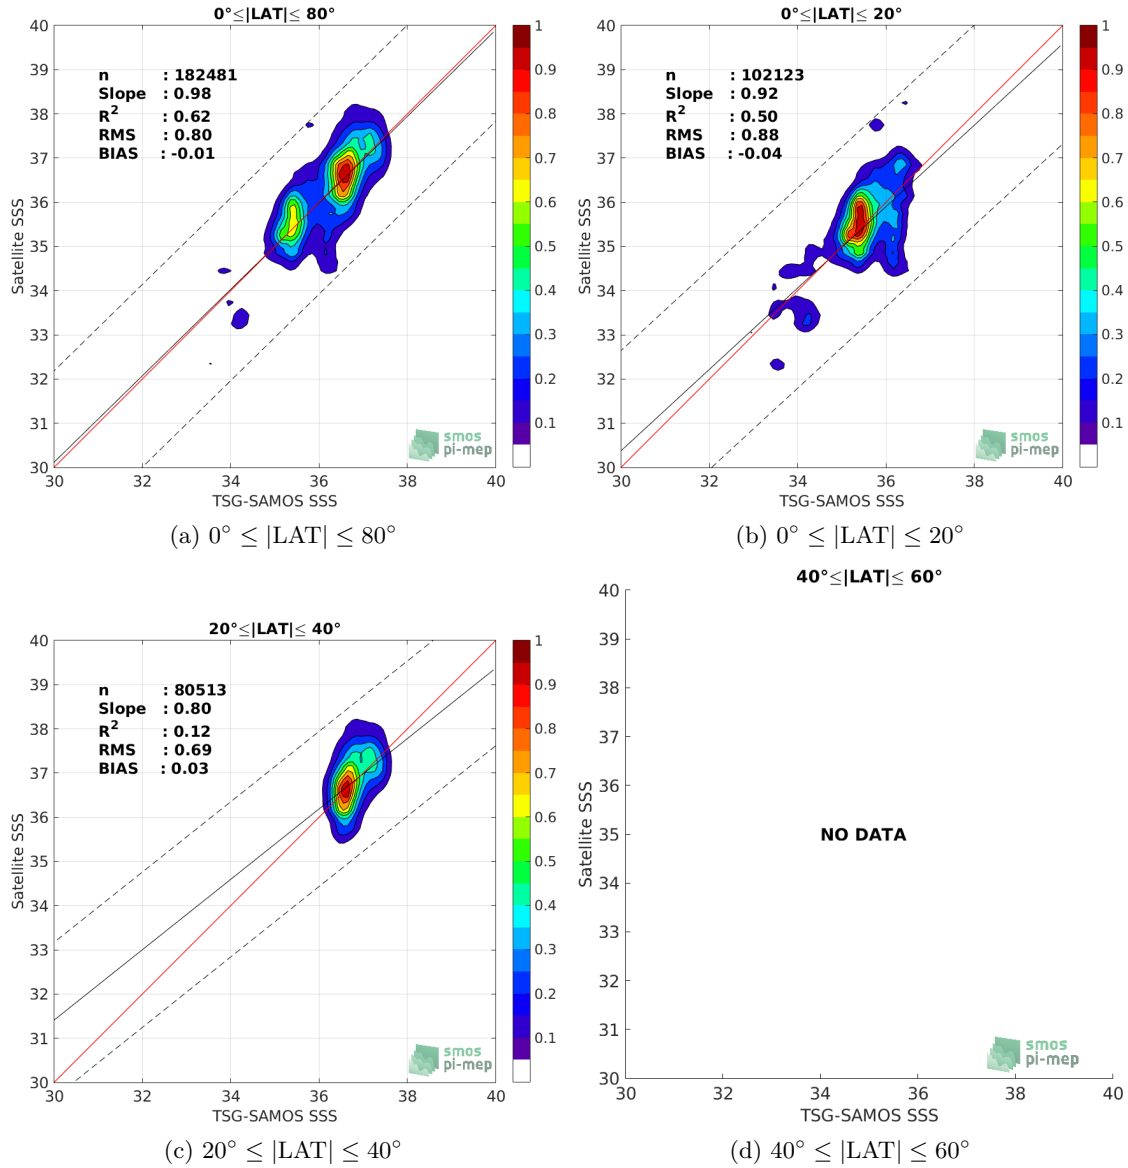 0°≤|LAT|≤ 80°
n : 182481
Slope : 0.98
R2 : 0.62
RMS : 0.80
BIAS : -0.01
Satellite SSS
40
39
38
37
36
35
34
33
32
31
30
30 32 34 36 38 40
TSG-SAMOS SSS
1
0.9
0.8
0.7
0.6
0.5
0.4
0.3
0.2
0.1
smos
pi-mep
(a) 0° ≤ |LAT| ≤ 80°
0°≤|LAT|≤ 20°
n : 102123
Slope : 0.92
R2 : 0.50
RMS : 0.88
BIAS : -0.04
Satellite SSS
40
39
38
37
36
35
34
33
32
31
30
30 32 34 36 38 40
TSG-SAMOS SSS
1
0.9
0.8
0.7
0.6
0.5
0.4
0.3
0.2
0.1
smos
pi-mep
(b) 0° ≤ |LAT| ≤ 20°
20°≤|LAT|≤ 40°
n : 80513
Slope : 0.80
R2 : 0.12
RMS : 0.69
BIAS : 0.03
Satellite SSS
40
39
38
37
36
35
34
33
32
31
30
30 32 34 36 38 40
TSG-SAMOS SSS
1
0.9
0.8
0.7
0.6
0.5
0.4
0.3
0.2
0.1
smos
pi-mep
(c) 20° ≤ |LAT| ≤ 40°
40°≤|LAT|≤ 60°
Satellite SSS
40
39
38
37
36
35
34
33
32
31
30
NO DATA
30 32 34 36 38 40
TSG-SAMOS SSS
smos
pi-mep
(d) 40° ≤ |LAT| ≤ 60°